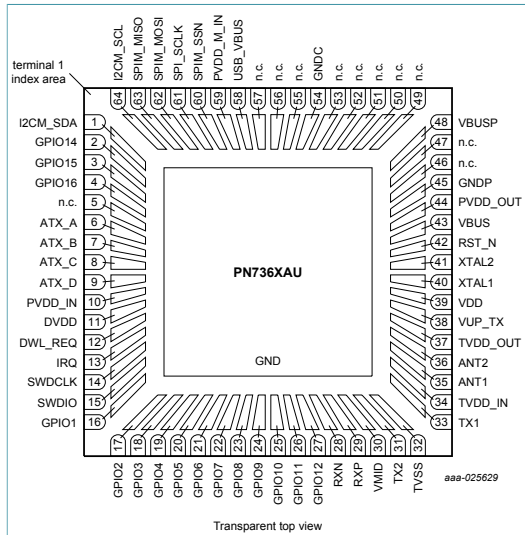 terminal 1
index area
I2CM_SCL
SPIM_MISO
SPIM_MOSI
SPI_SCLK
SPIM_SSN
PVDD_M_IN
USB_VBUS
n.c.
n.c.
n.c.
GNDC
n.c.
n.c.
n.c.
n.c.
n.c.
64 63 62 61 60 59 58 57 56 55 54 53 52 51 50 49
I2CM_SDA 1
GPIO14 2
GPIO15 3
GPIO16 4
n.c. 5
ATX_A 6
ATX_B 7
ATX_C 8
ATX_D 9
PVDD_IN 10
DVDD 11
DWL_REQ 12
IRQ 13
SWDCLK 14
SWDIO 15
GPIO1 16
PN736XAU
GND
48 VBUSP
47 n.c.
46 n.c.
45 GNDP
44 PVDD_OUT
43 VBUS
42 RST_N
41 XTAL2
40 XTAL1
39 VDD
38 VUP_TX
37 TVDD_OUT
36 ANT2
35 ANT1
34 TVDD_IN
33 TX1
17 18 19 20 21 22 23 24 25 26 27 28 29 30 31 32
GPIO2
GPIO3
GPIO4
GPIO5
GPIO6
GPIO7
GPIO8
GPIO9
GPIO10
GPIO11
GPIO12
RXN
RXP
VMID
TX2
TVSS
aaa-025629
Transparent top view